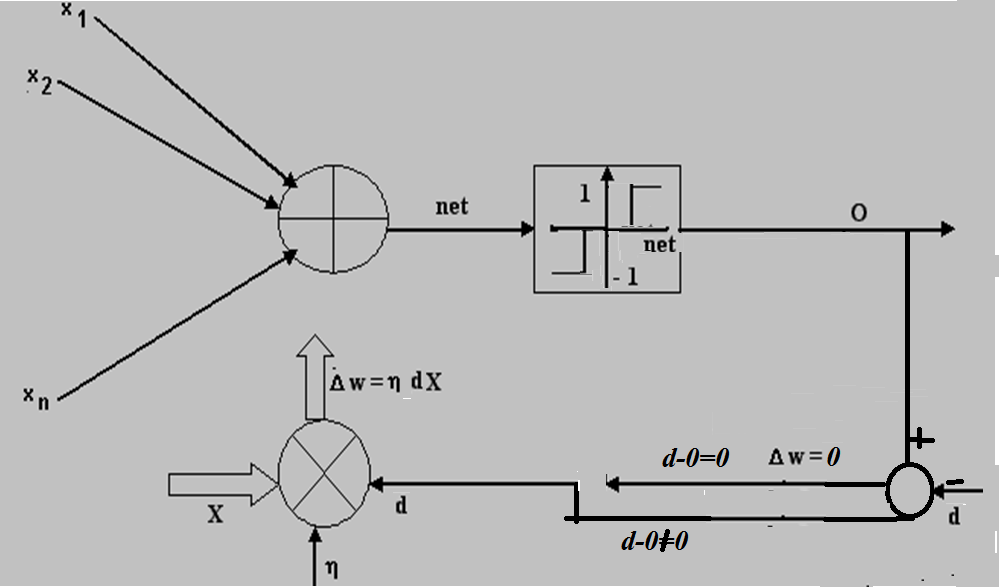 x1
x2
net
1
O
net
- 1
xn
Δw=η dX
+
d-0=0 Δw=0
-
X
d
d
d-0≠0
η